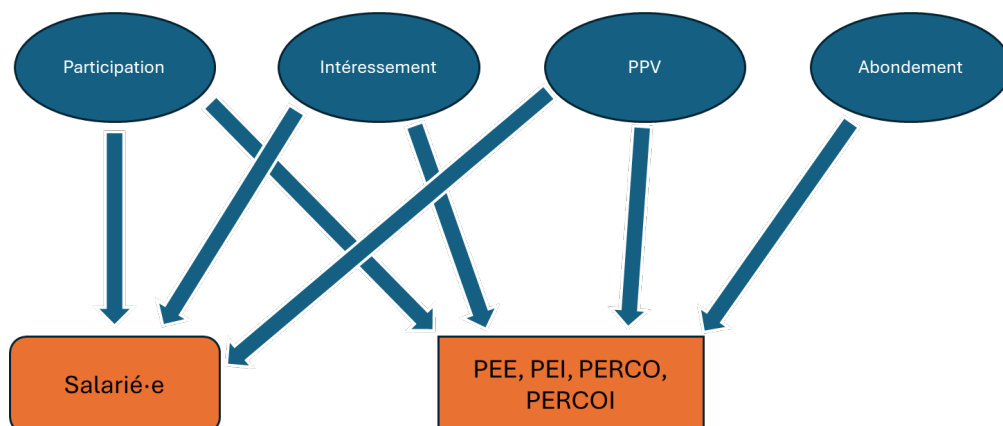 Participation
Intéressement
PPV
Abondement
Salarié·e
PEE, PEI, PERCO,
PERCOI